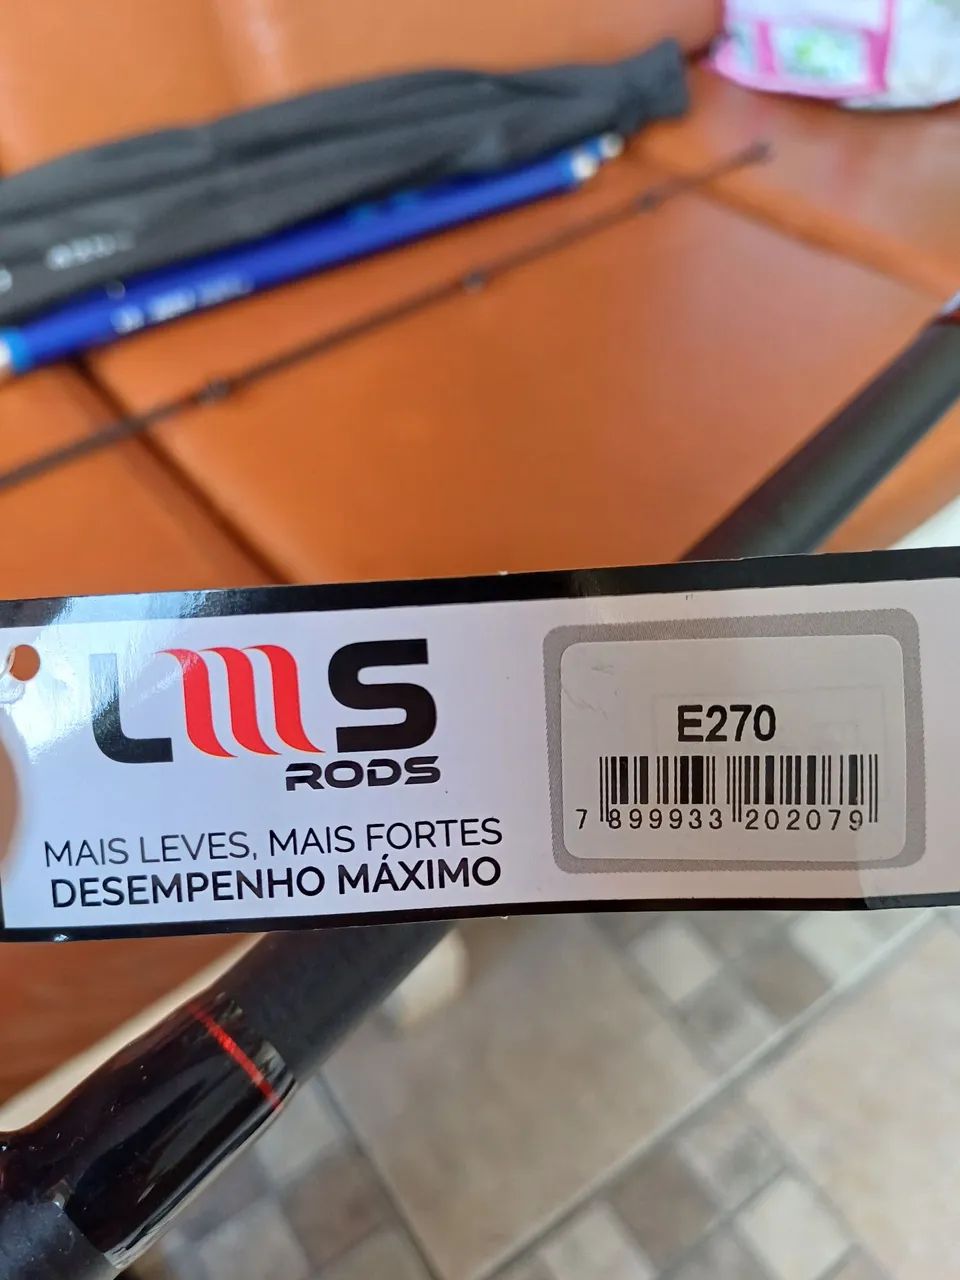 LMS
RODS
MAIS LEVES, MAIS FORTES
DESEMPENHO MÁXIMO
E270
7 899933 202079